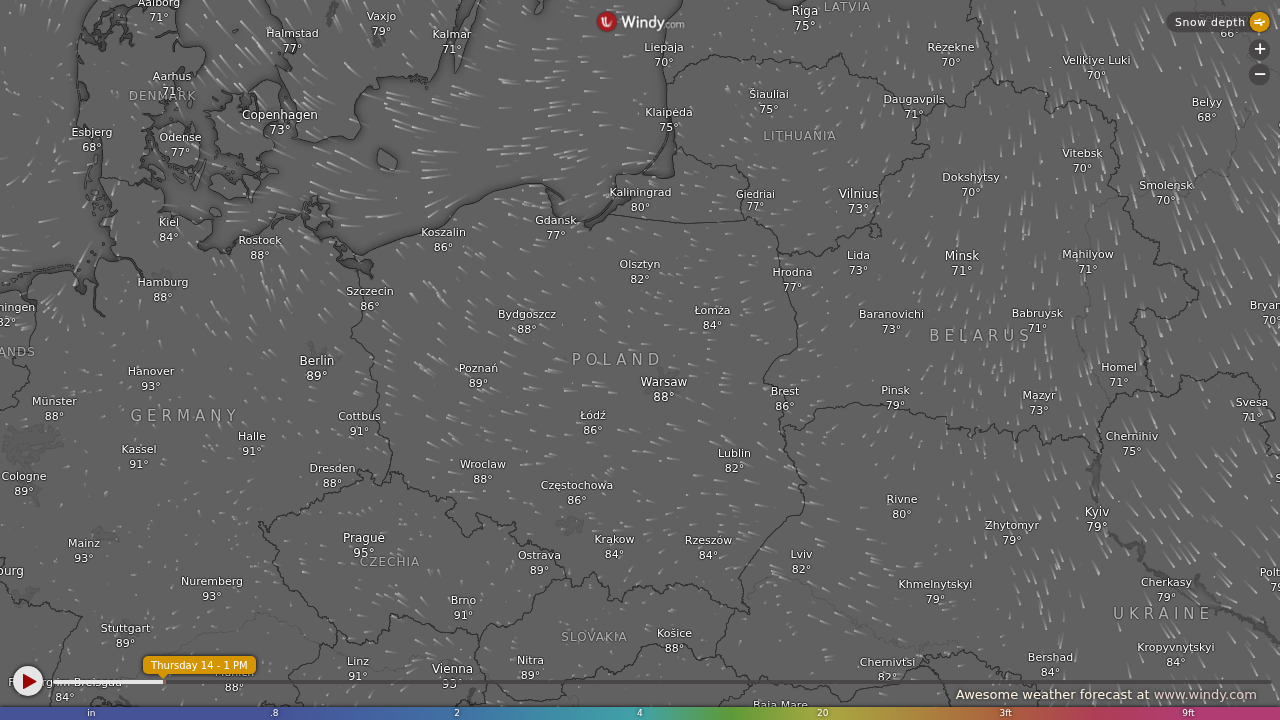 Aalborg
71°
Vaxjo
79°
Halmstad
77°
Kalmar
71°
Windy.com
Riga
75°
LATVIA
Snow depth
66°
+
−
Liepaja
70°
Rēzekne
70°
Velikiye Luki
70°
Aarhus
71°
DENMARK
Šiauliai
75°
Daugavpils
71°
Belyy
68°
Copenhagen
73°
Klaipėda
75°
Esbjerg
68°
Odense
77°
LITHUANIA
Vitebsk
70°
Dokshytsy
70°
Smolensk
70°
Kaliningrad
80°
Giedriai
77°
Vilnius
73°
Kiel
84°
Gdansk
77°
Koszalin
86°
Rostock
88°
Lida
73°
Minsk
71°
Mahilyow
71°
Olsztyn
82°
Hrodna
77°
Hamburg
88°
Szczecin
86°
Bydgoszcz
88°
Łomża
84°
Baranovichi
73°
Babruysk
71°
BELARUS
POLAND
Berlin
89°
Hanover
93°
Poznań
89°
Warsaw
88°
Brest
86°
Pinsk
79°
Homel
71°
Mazyr
73°
Svesa
71°
Münster
88°
GERMANY
Cottbus
91°
Łódź
86°
Halle
91°
Chernihiv
75°
Kassel
91°
Lublin
82°
Cologne
89°
Dresden
88°
Wroclaw
88°
Częstochowa
86°
Rivne
80°
Kyiv
79°
Zhytomyr
79°
Mainz
93°
Prague
95°
CZECHIA
Ostrava
89°
Krakow
84°
Rzeszow
84°
Lviv
82°
Nuremberg
93°
Khmelnytskyi
79°
Cherkasy
79°
Brno
91°
UKRAINE
Stuttgart
89°
SLOVAKIA
Košice
88°
Kropyvnytskyi
84°
Thursday 14 - 1 PM
Linz
91°
Vienna
Nitra
89°
Chernivtsi
82°
Bershad
84°
84°
88°
Awesome weather forecast at www.windy.com
in
.8
2
4
20
3ft
9ft